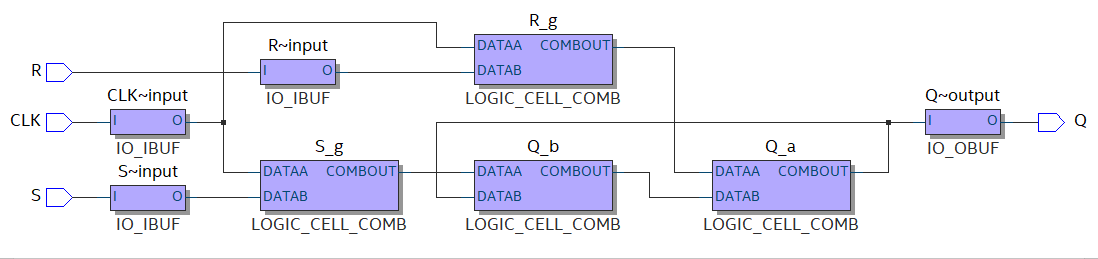 R_g
DATAA COMBOUT
DATAB
LOGIC_CELL_COMB
R~input
R
I O
IO_IBUF
CLK~input
CLK
I O
IO_IBUF
Q~output
I O
Q
IO_OBUF
S~input
S
I O
IO_IBUF
S_g
DATAA COMBOUT
DATAB
LOGIC_CELL_COMB
Q_b
DATAA COMBOUT
DATAB
LOGIC_CELL_COMB
Q_a
DATAA COMBOUT
DATAB
LOGIC_CELL_COMB